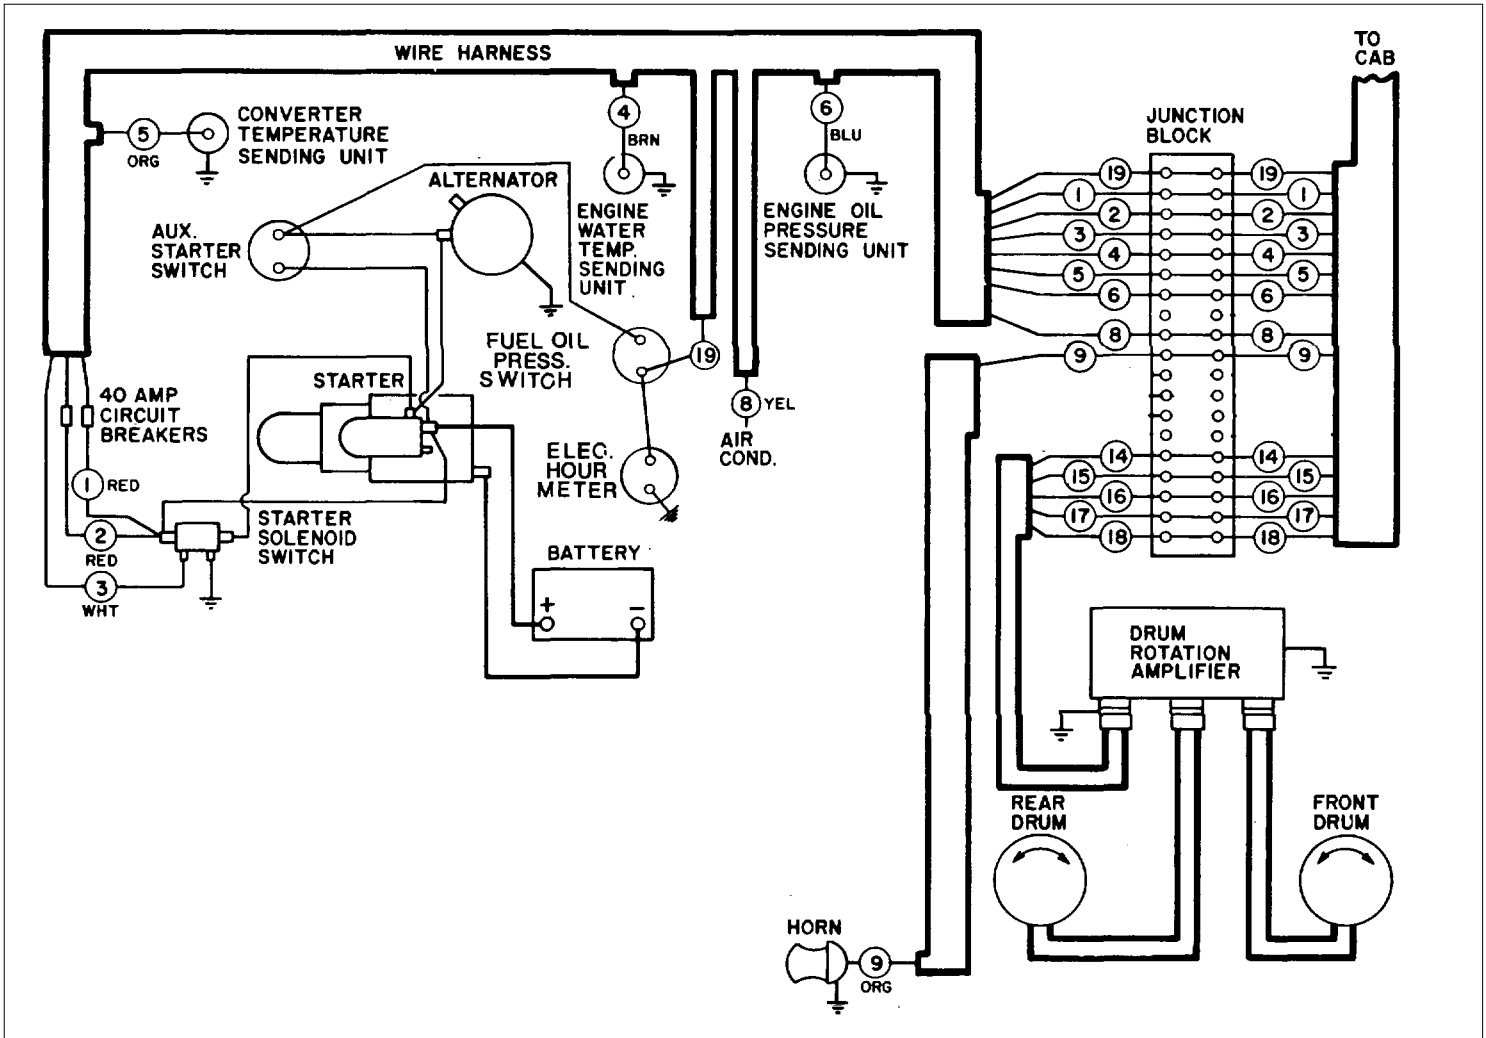 WIRE HARNESS
TO
CAB
5
ORG
CONVERTER
TEMPERATURE
SENDING UNIT
4
BRN
ENGINE
WATER
TEMP.
SENDING
UNIT
6
BLU
ENGINE OIL
PRESSURE
SENDING UNIT
JUNCTION
BLOCK
ALTERNATOR
AUX.
STARTER
SWITCH
FUEL OIL
PRESS.
SWITCH
19
8 YEL
AIR
COND.
ELEC.
HOUR
METER
STARTER
40 AMP
CIRCUIT
BREAKERS
1 RED
2
RED
3
WHT
STARTER
SOLENOID
SWITCH
BATTERY
+ −
19 19
1 1
2 2
3 3
4 4
5 5
6 6
8 8
9 9
14 14
15 15
16 16
17 17
18 18
DRUM
ROTATION
AMPLIFIER
REAR
DRUM
FRONT
DRUM
HORN
9
ORG